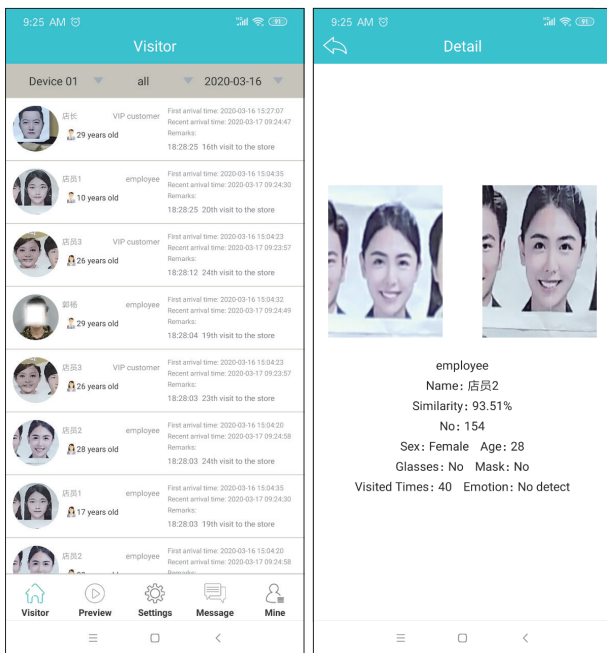 9:25 AM
91
Visitor
Device 01 all 2020-03-16
店长 VIP customer
29 years old
First arrival time: 2020-03-16 15:27:07
Recent arrival time: 2020-03-17 09:24:47
Remarks:
18:28:25 16th visit to the store
店员1 employee
10 years old
First arrival time: 2020-03-16 15:04:35
Recent arrival time: 2020-03-17 09:24:30
Remarks:
18:28:25 20th visit to the store
店员3 VIP customer
26 years old
First arrival time: 2020-03-16 15:04:23
Recent arrival time: 2020-03-17 09:23:57
Remarks:
18:28:12 24th visit to the store
郭杨 employee
29 years old
First arrival time: 2020-03-16 15:04:32
Recent arrival time: 2020-03-17 09:24:49
Remarks:
18:28:04 19th visit to the store
店员3 VIP customer
26 years old
First arrival time: 2020-03-16 15:04:23
Recent arrival time: 2020-03-17 09:23:57
Remarks:
18:28:03 23th visit to the store
店员2 employee
28 years old
First arrival time: 2020-03-16 15:04:20
Recent arrival time: 2020-03-17 09:24:58
Remarks:
18:28:03 24th visit to the store
店员1 employee
17 years old
First arrival time: 2020-03-16 15:04:35
Recent arrival time: 2020-03-17 09:24:30
Remarks:
18:28:03 19th visit to the store
店员2 employee
First arrival time: 2020-03-16 15:04:20
Recent arrival time: 2020-03-17 09:24:58
Visitor Preview Settings Message Mine
9:25 AM
91
Detail
employee
Name: 店员2
Similarity: 93.51%
No: 154
Sex: Female Age: 28
Glasses: No Mask: No
Visited Times: 40 Emotion: No detect